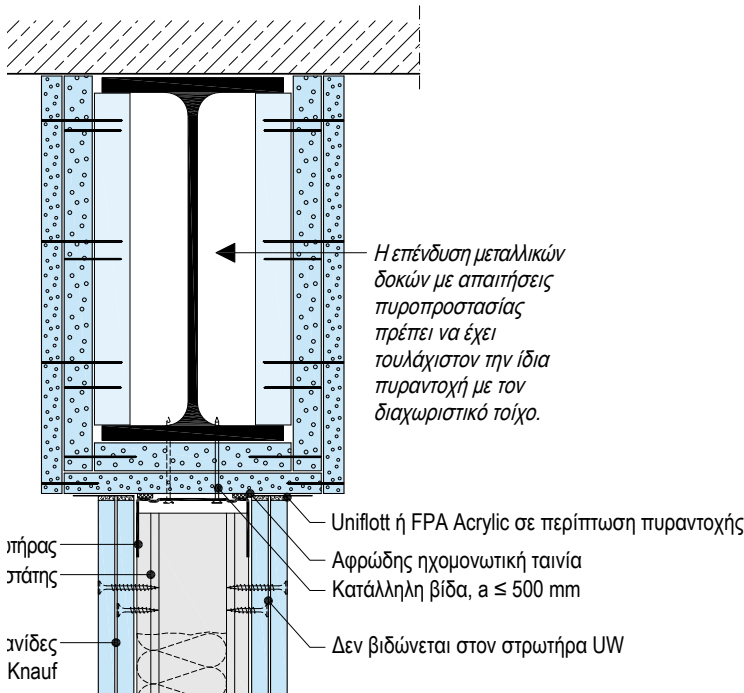 Η επένδυση μεταλλικών
δοκών με απαιτήσεις
πυροπροστασίας
πρέπει να έχει
τουλάχιστον την ίδια
πυραντοχή με τον
διαχωριστικό τοίχο.
Uniflott ή FPA Acrylic σε περίπτωση πυραντοχής
Αφρώδης ηχομονωτική ταινία
Κατάλληλη βίδα, a ≤ 500 mm
Δεν βιδώνεται στον στρωτήρα UW
Knauf